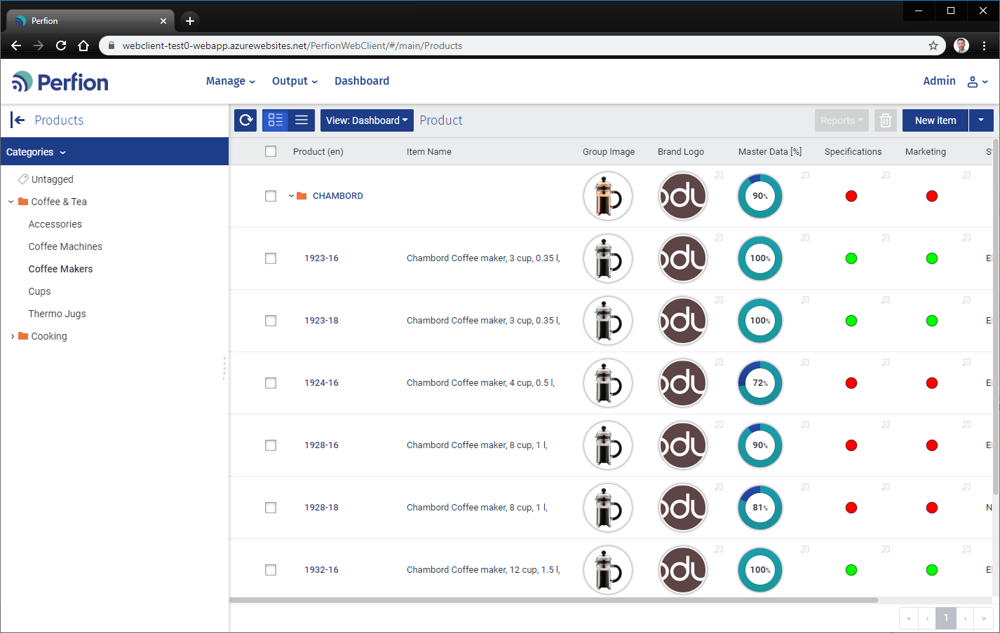 Perfion
webclient-test0-webapp.azurewebsites.net/PerfionWebClient/#/main/Products
Perfion
Manage
Output
Dashboard
Admin
Products
View: Dashboard
Product
Reports
New item
Categories
Untagged
Coffee & Tea
Accessories
Coffee Machines
Coffee Makers
Cups
Thermo Jugs
Cooking
Product (en) Item Name Group Image Brand Logo Master Data [%] Specifications Marketing
CHAMBORD 90%
1923-16 Chambord Coffee maker, 3 cup, 0.35 l, 100%
1923-18 Chambord Coffee maker, 3 cup, 0.35 l, 100%
1924-16 Chambord Coffee maker, 4 cup, 0.5 l, 72%
1928-16 Chambord Coffee maker, 8 cup, 1 l, 90%
1928-18 Chambord Coffee maker, 8 cup, 1 l, 81%
1932-16 Chambord Coffee maker, 12 cup, 1.5 l, 100%
« ‹ 1 › »